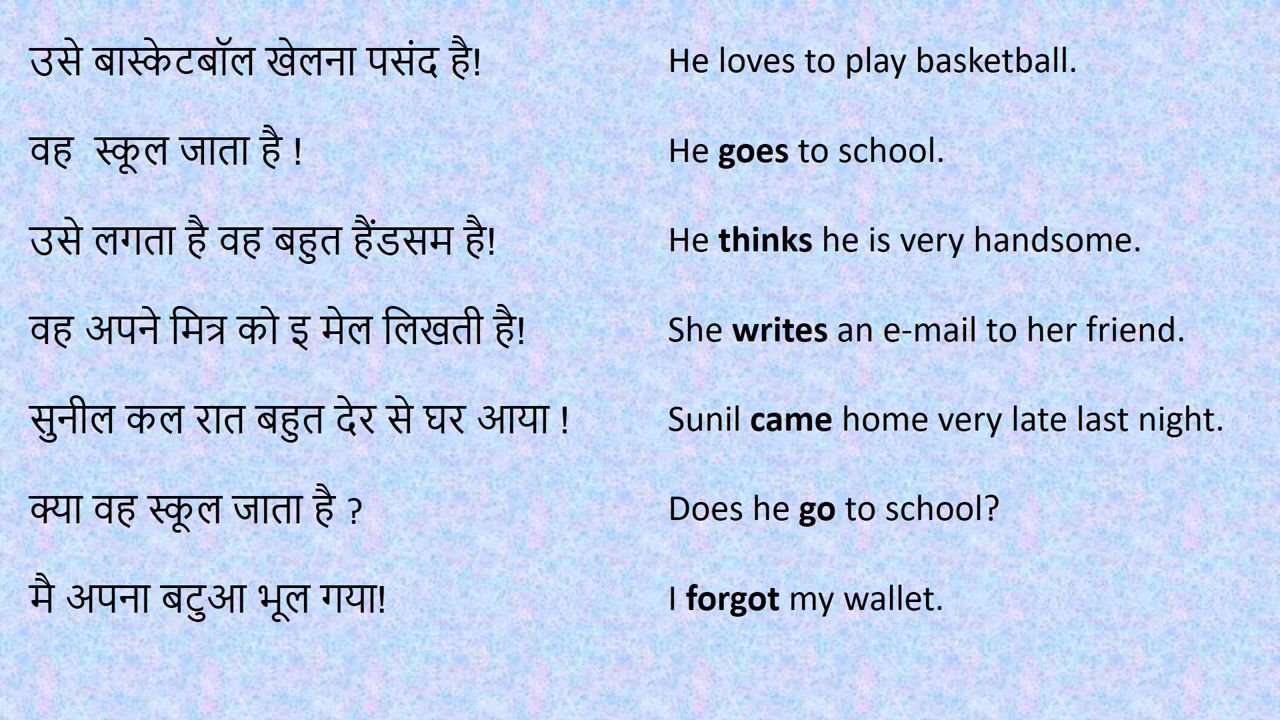 उसे बास्केटबॉल खेलना पसंद है! He loves to play basketball.
वह स्कूल जाता है ! He goes to school.
उसे लगता है वह बहुत हैंडसम है! He thinks he is very handsome.
वह अपने मित्र को इ मेल लिखती है! She writes an e-mail to her friend.
सुनील कल रात बहुत देर से घर आया ! Sunil came home very late last night.
क्या वह स्कूल जाता है ? Does he go to school?
मै अपना बटुआ भूल गया! I forgot my wallet.